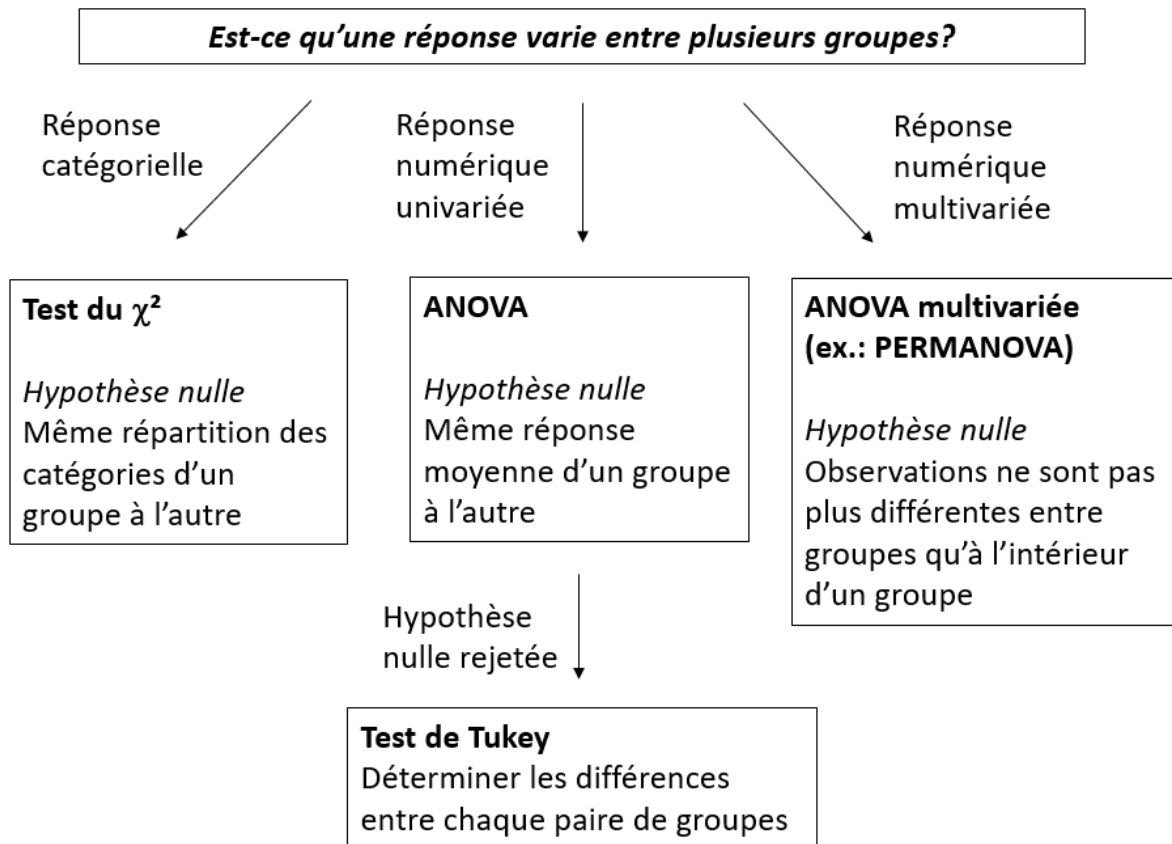 Est-ce qu’une réponse varie entre plusieurs groupes?
Réponse
catégorielle
Réponse
numérique
univariée
Réponse
numérique
multivariée
Test du χ²
Hypothèse nulle
Même répartition des
catégories d’un
groupe à l’autre
ANOVA
Hypothèse nulle
Même réponse
moyenne d’un groupe
à l’autre
ANOVA multivariée
(ex.: PERMANOVA)
Hypothèse nulle
Observations ne sont pas
plus différentes entre
groupes qu’à l’intérieur
d’un groupe
Hypothèse
nulle rejetée
Test de Tukey
Déterminer les différences
entre chaque paire de groupes